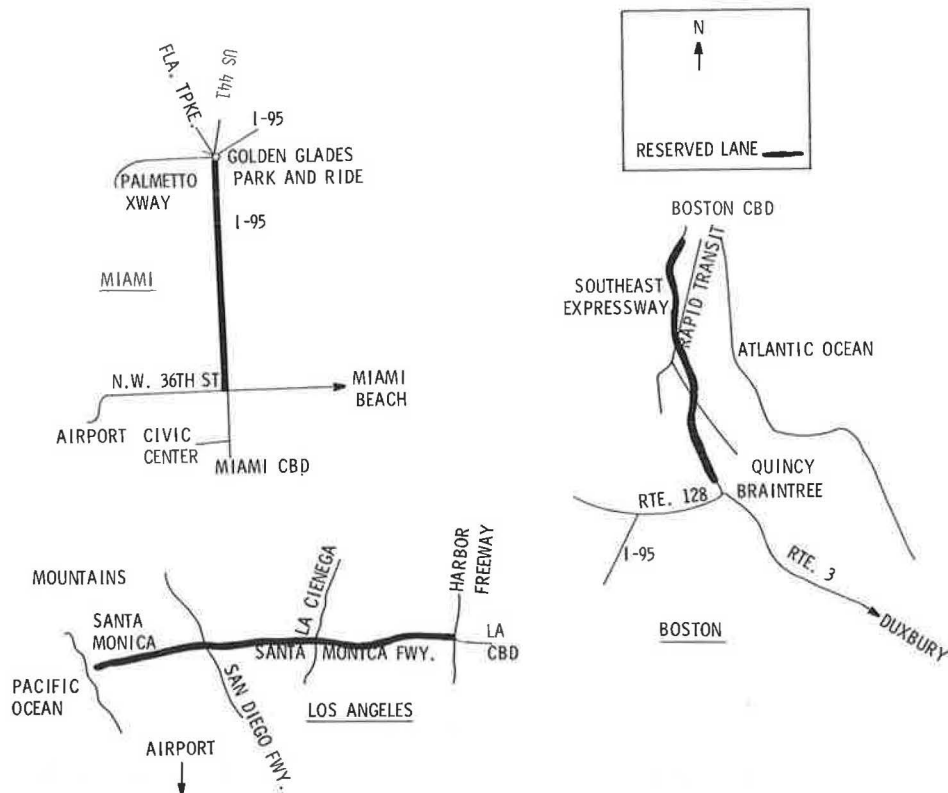 FLA. TPKE.
US 441
I-95
GOLDEN GLADES
PARK AND RIDE
PALMETTO
XWAY
I-95
MIAMI
N.W. 36TH ST
MIAMI
BEACH
AIRPORT
CIVIC
CENTER
MIAMI CBD
N
RESERVED LANE
BOSTON CBD
SOUTHEAST
EXPRESSWAY
RAPID TRANSIT
ATLANTIC OCEAN
QUINCY
BRAINTREE
RTE. 128
I-95
RTE. 3
DUXBURY
BOSTON
MOUNTAINS
SANTA
MONICA
LA CIENEGA
HARBOR
FREEWAY
LA
CBD
SANTA MONICA FWY.
PACIFIC
OCEAN
SAN DIEGO FWY.
LOS ANGELES
AIRPORT